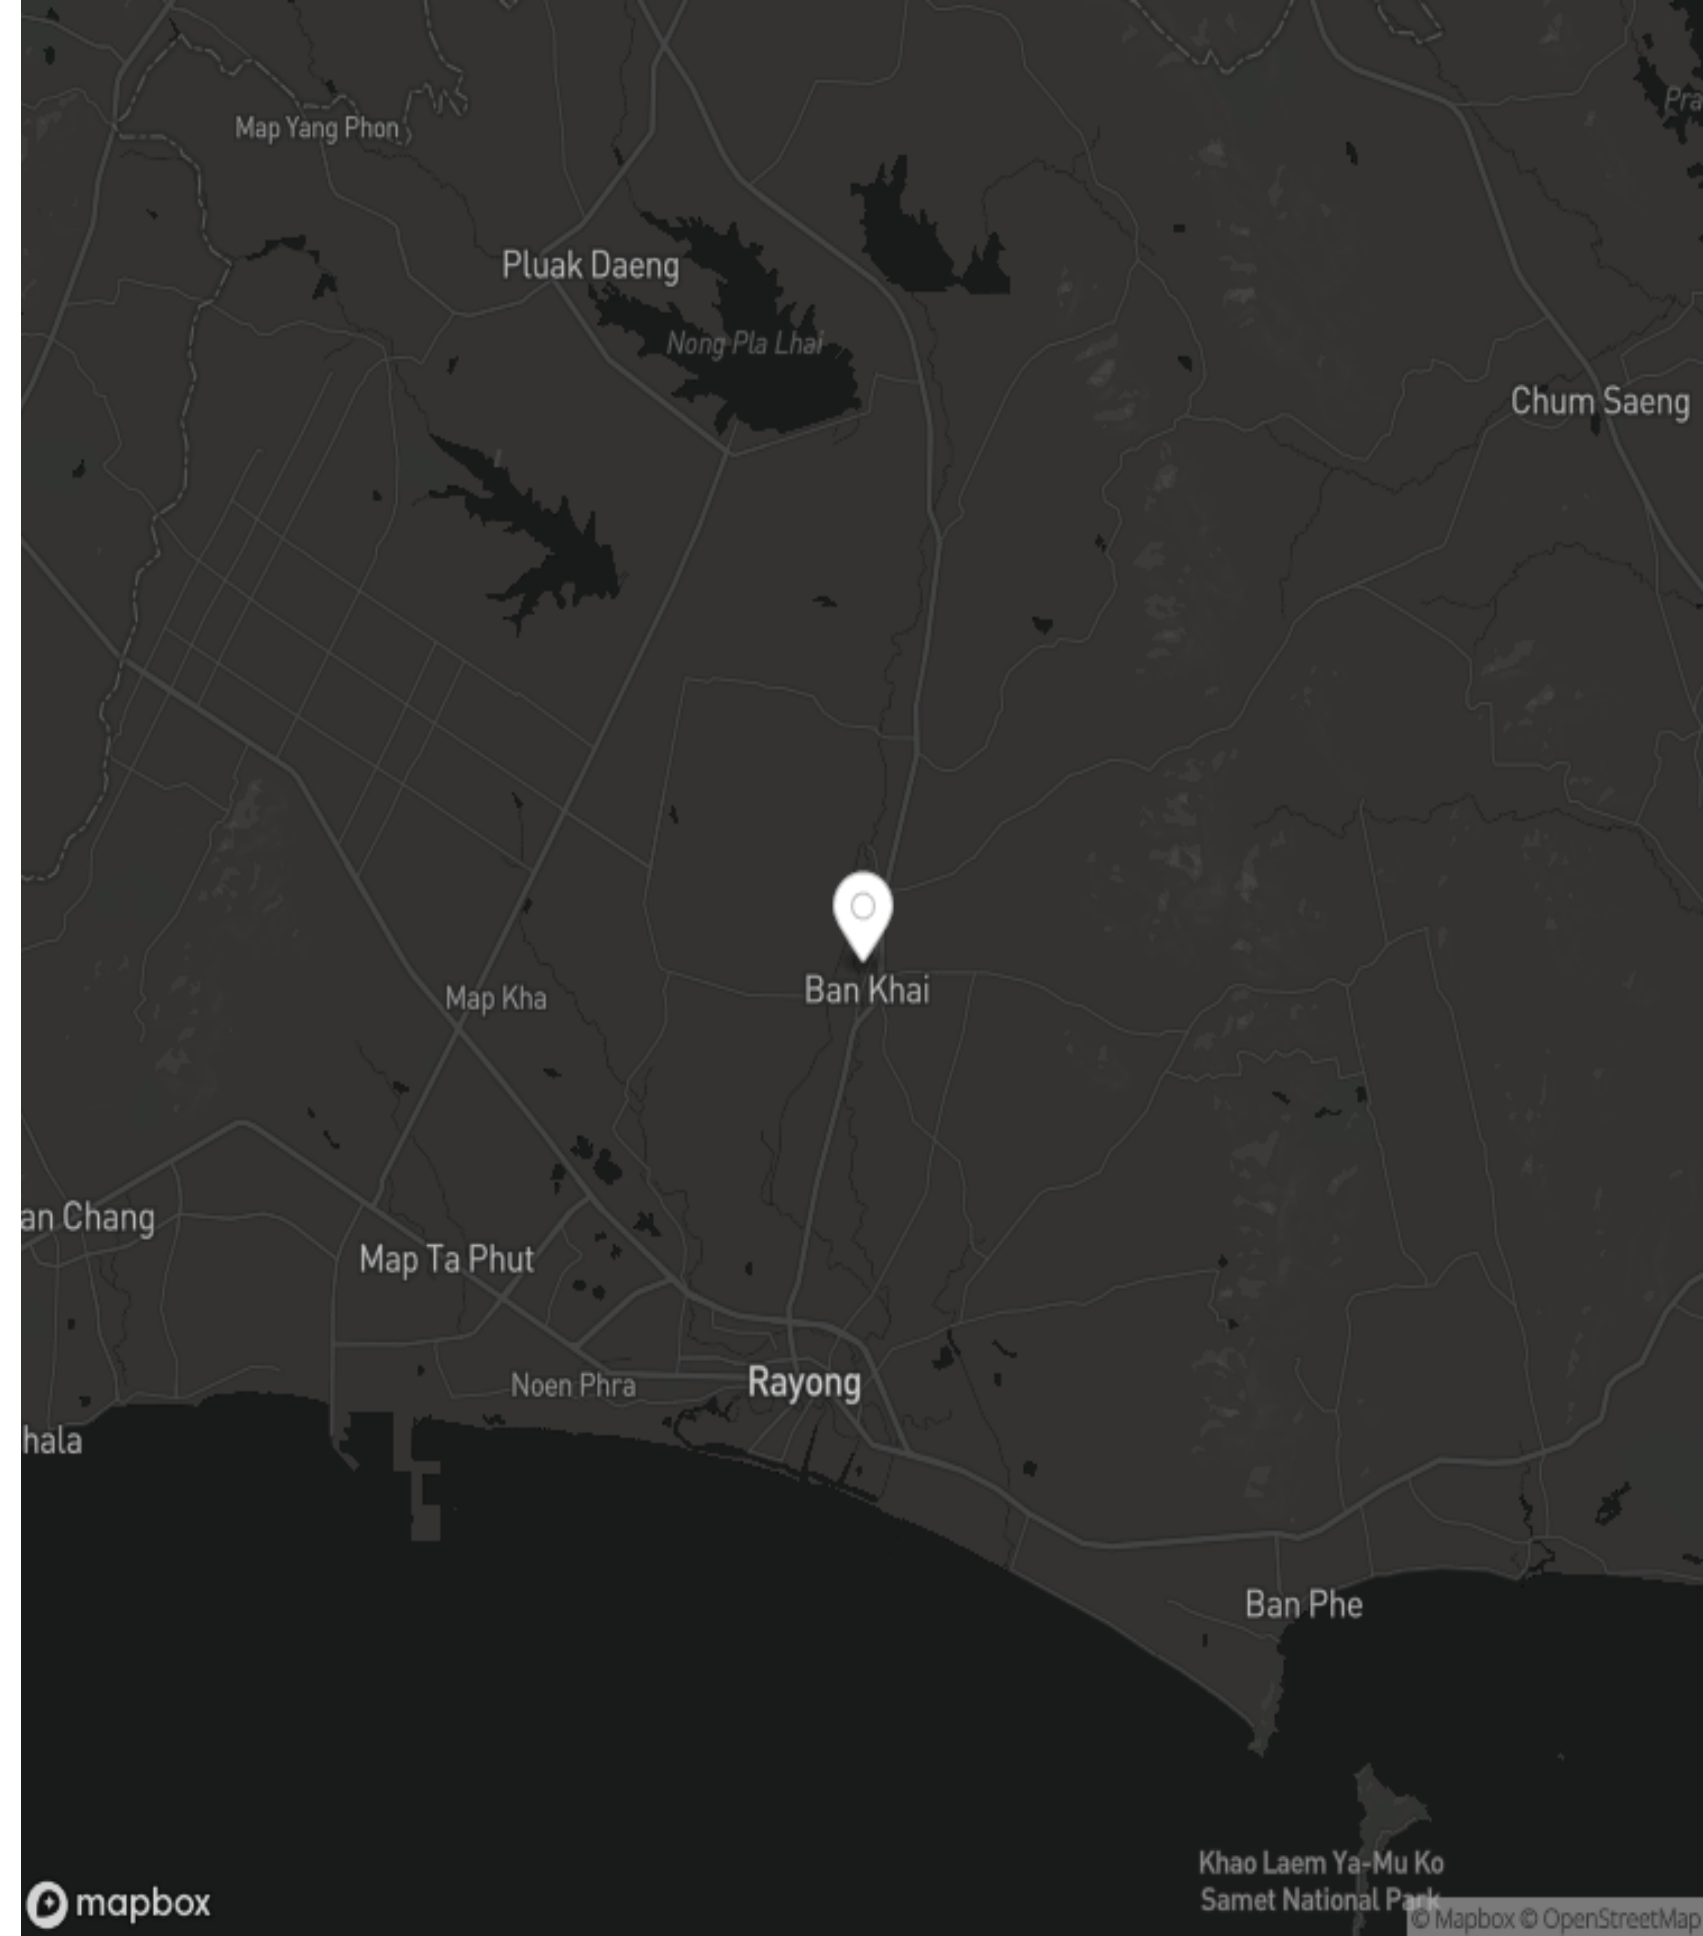 Map Yang Phon
Pra
Pluak Daeng
Nong Pla Lhai
Chum Saeng
Ban Khai
Map Kha
an Chang
Map Ta Phut
Noen Phra
Rayong
hala
Ban Phe
Khao Laem Ya-Mu Ko
Samet National Park
mapbox
© Mapbox © OpenStreetMap